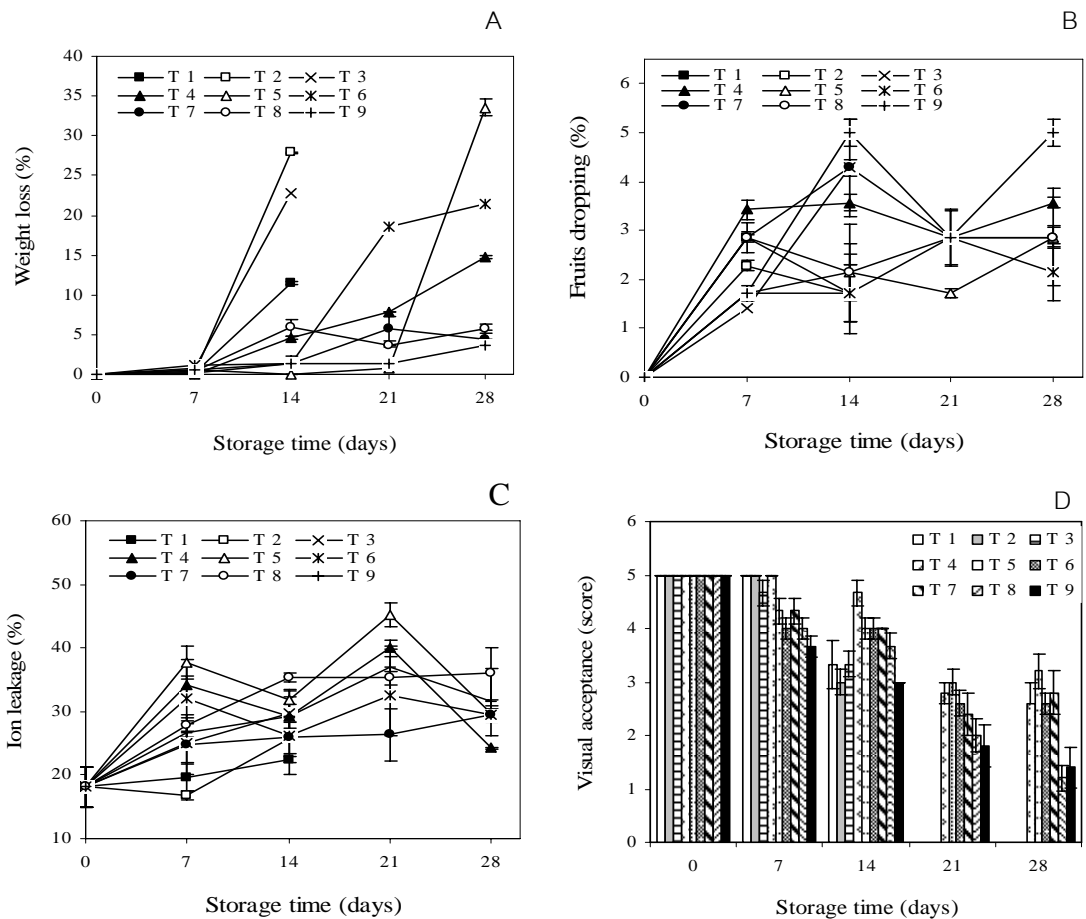 A
40
35
30
25
20
15
10
5
0
Weight loss (%)
T 1 T 2 T 3
T 4 T 5 T 6
T 7 T 8 T 9
0 7 14 21 28
Storage time (days)
B
6
5
4
3
2
1
0
Fruits dropping (%)
T 1 T 2 T 3
T 4 T 5 T 6
T 7 T 8 T 9
0 7 14 21 28
Storage time (days)
C
60
50
40
30
20
10
Ion leakage (%)
T 1 T 2 T 3
T 4 T 5 T 6
T 7 T 8 T 9
0 7 14 21 28
Storage time (days)
D
6
5
4
3
2
1
0
Visual acceptance (score)
T 1 T 2 T 3
T 4 T 5 T 6
T 7 T 8 T 9
0 7 14 21 28
Storage time (days)